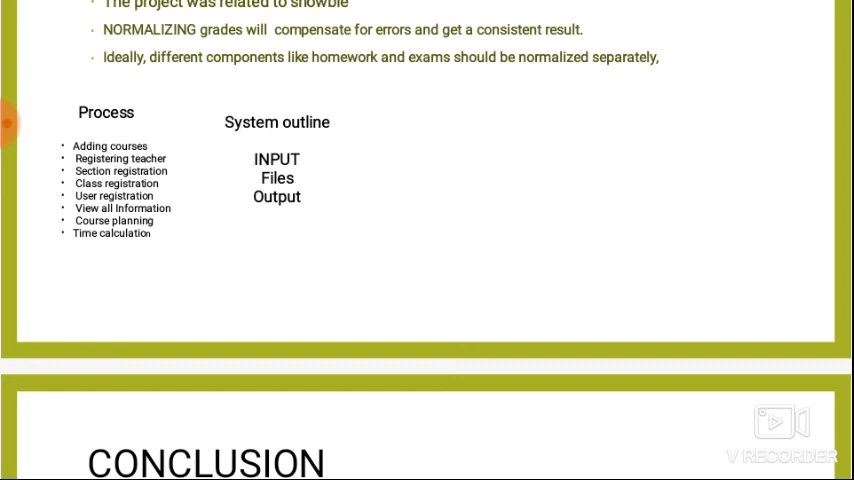 The project was related to showbie
NORMALIZING grades will compensate for errors and get a consistent result.
Ideally, different components like homework and exams should be normalized separately,
Process
Adding courses
Registering teacher
Section registration
Class registration
User registration
View all Information
Course planning
Time calculation
System outline
INPUT
Files
Output
CONCLUSION
V RECORDER